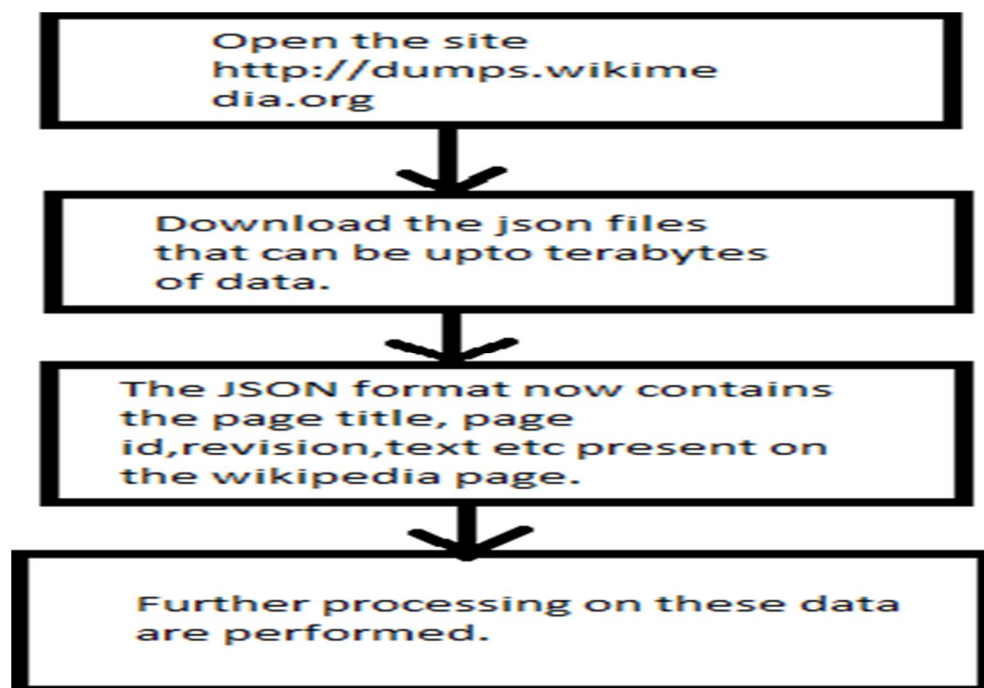 Open the site
http://dumps.wikime
dia.org
Download the json files
that can be upto terabytes
of data.
The JSON format now contains
the page title, page
id,revision,text etc present on
the wikipedia page.
Further processing on these data
are performed.